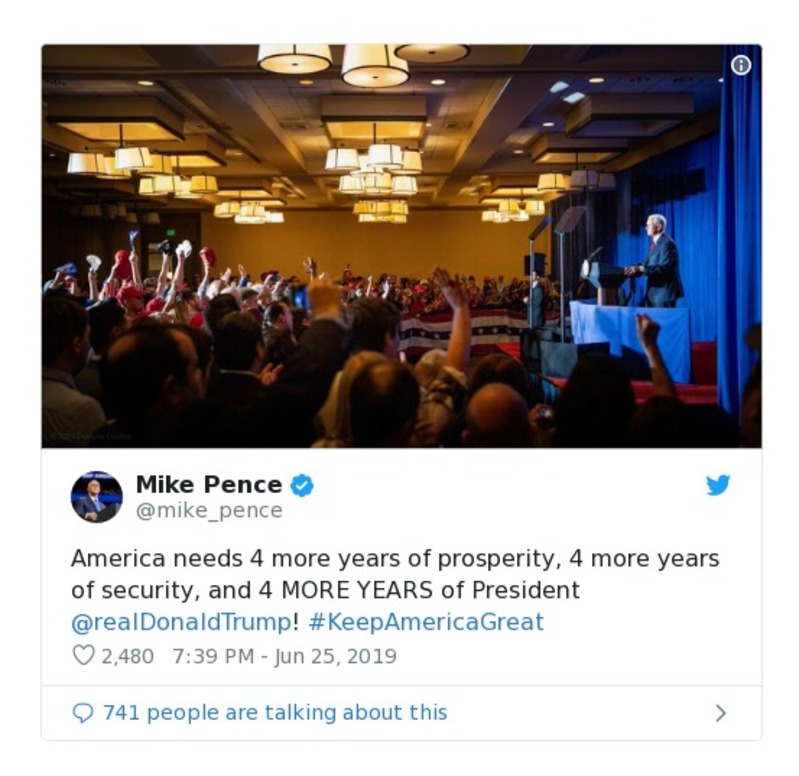 Mike Pence
@mike_pence
America needs 4 more years of prosperity, 4 more years
of security, and 4 MORE YEARS of President
@realDonaldTrump! #KeepAmericaGreat
2,480 7:39 PM - Jun 25, 2019
741 people are talking about this